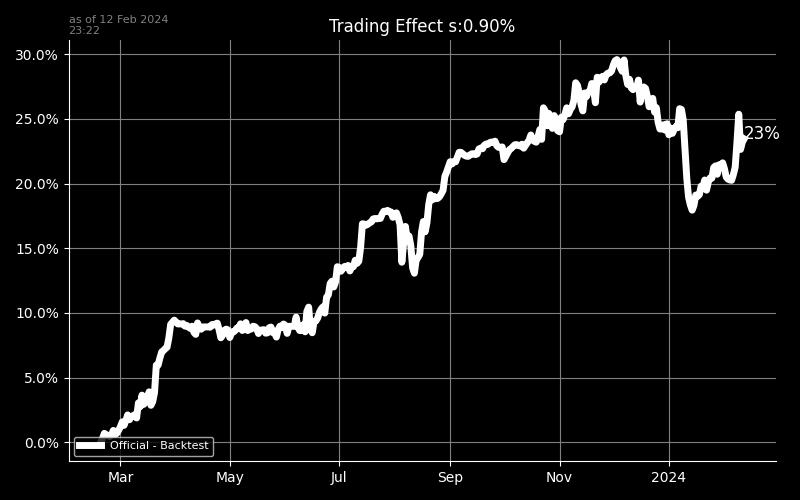 as of 12 Feb 2024
23:22
Trading Effect s:0.90%
30.0%
25.0%
20.0%
15.0%
10.0%
5.0%
0.0%
23%
Official - Backtest
Mar May Jul Sep Nov 2024